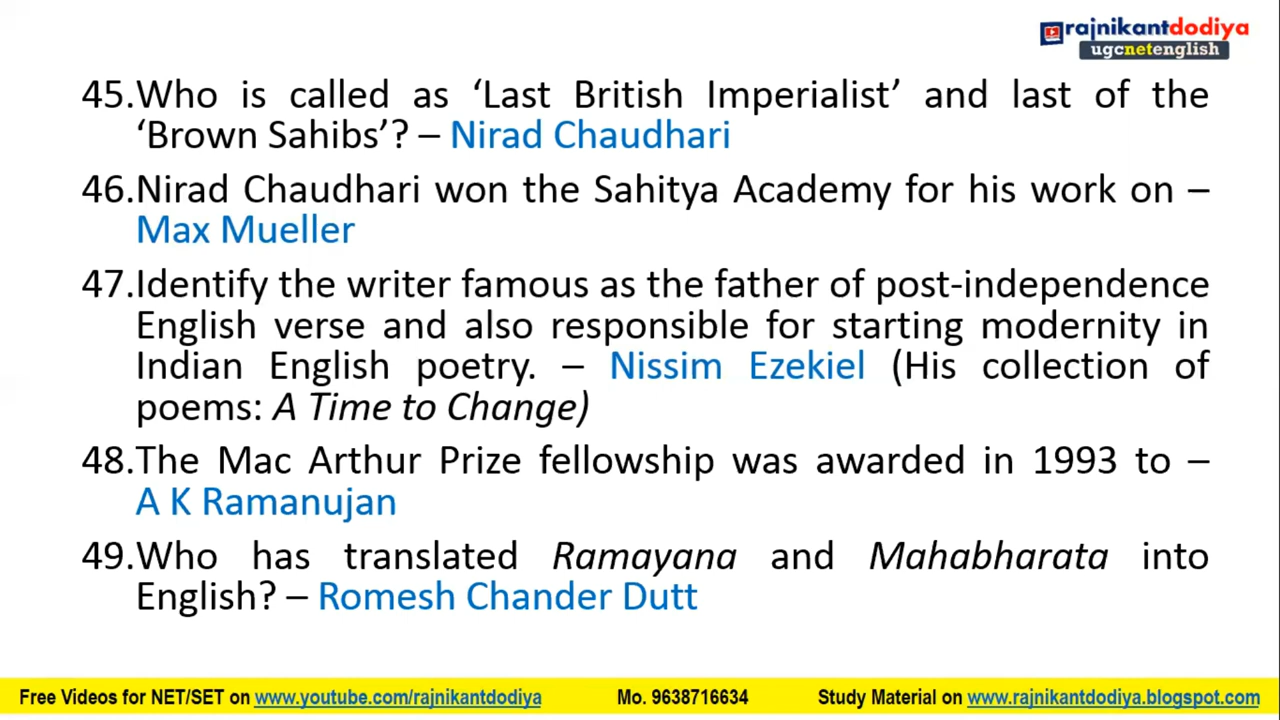 rajnikantdodiya
ugcnetenglish
45.Who is called as ‘Last British Imperialist’ and last of the
‘Brown Sahibs’? – Nirad Chaudhari
46.Nirad Chaudhari won the Sahitya Academy for his work on –
Max Mueller
47.Identify the writer famous as the father of post-independence
English verse and also responsible for starting modernity in
Indian English poetry. – Nissim Ezekiel (His collection of
poems: A Time to Change)
48.The Mac Arthur Prize fellowship was awarded in 1993 to –
A K Ramanujan
49.Who has translated Ramayana and Mahabharata into
English? – Romesh Chander Dutt
Free Videos for NET/SET on www.youtube.com/rajnikantdodiya Mo. 9638716634 Study Material on www.rajnikantdodiya.blogspot.com